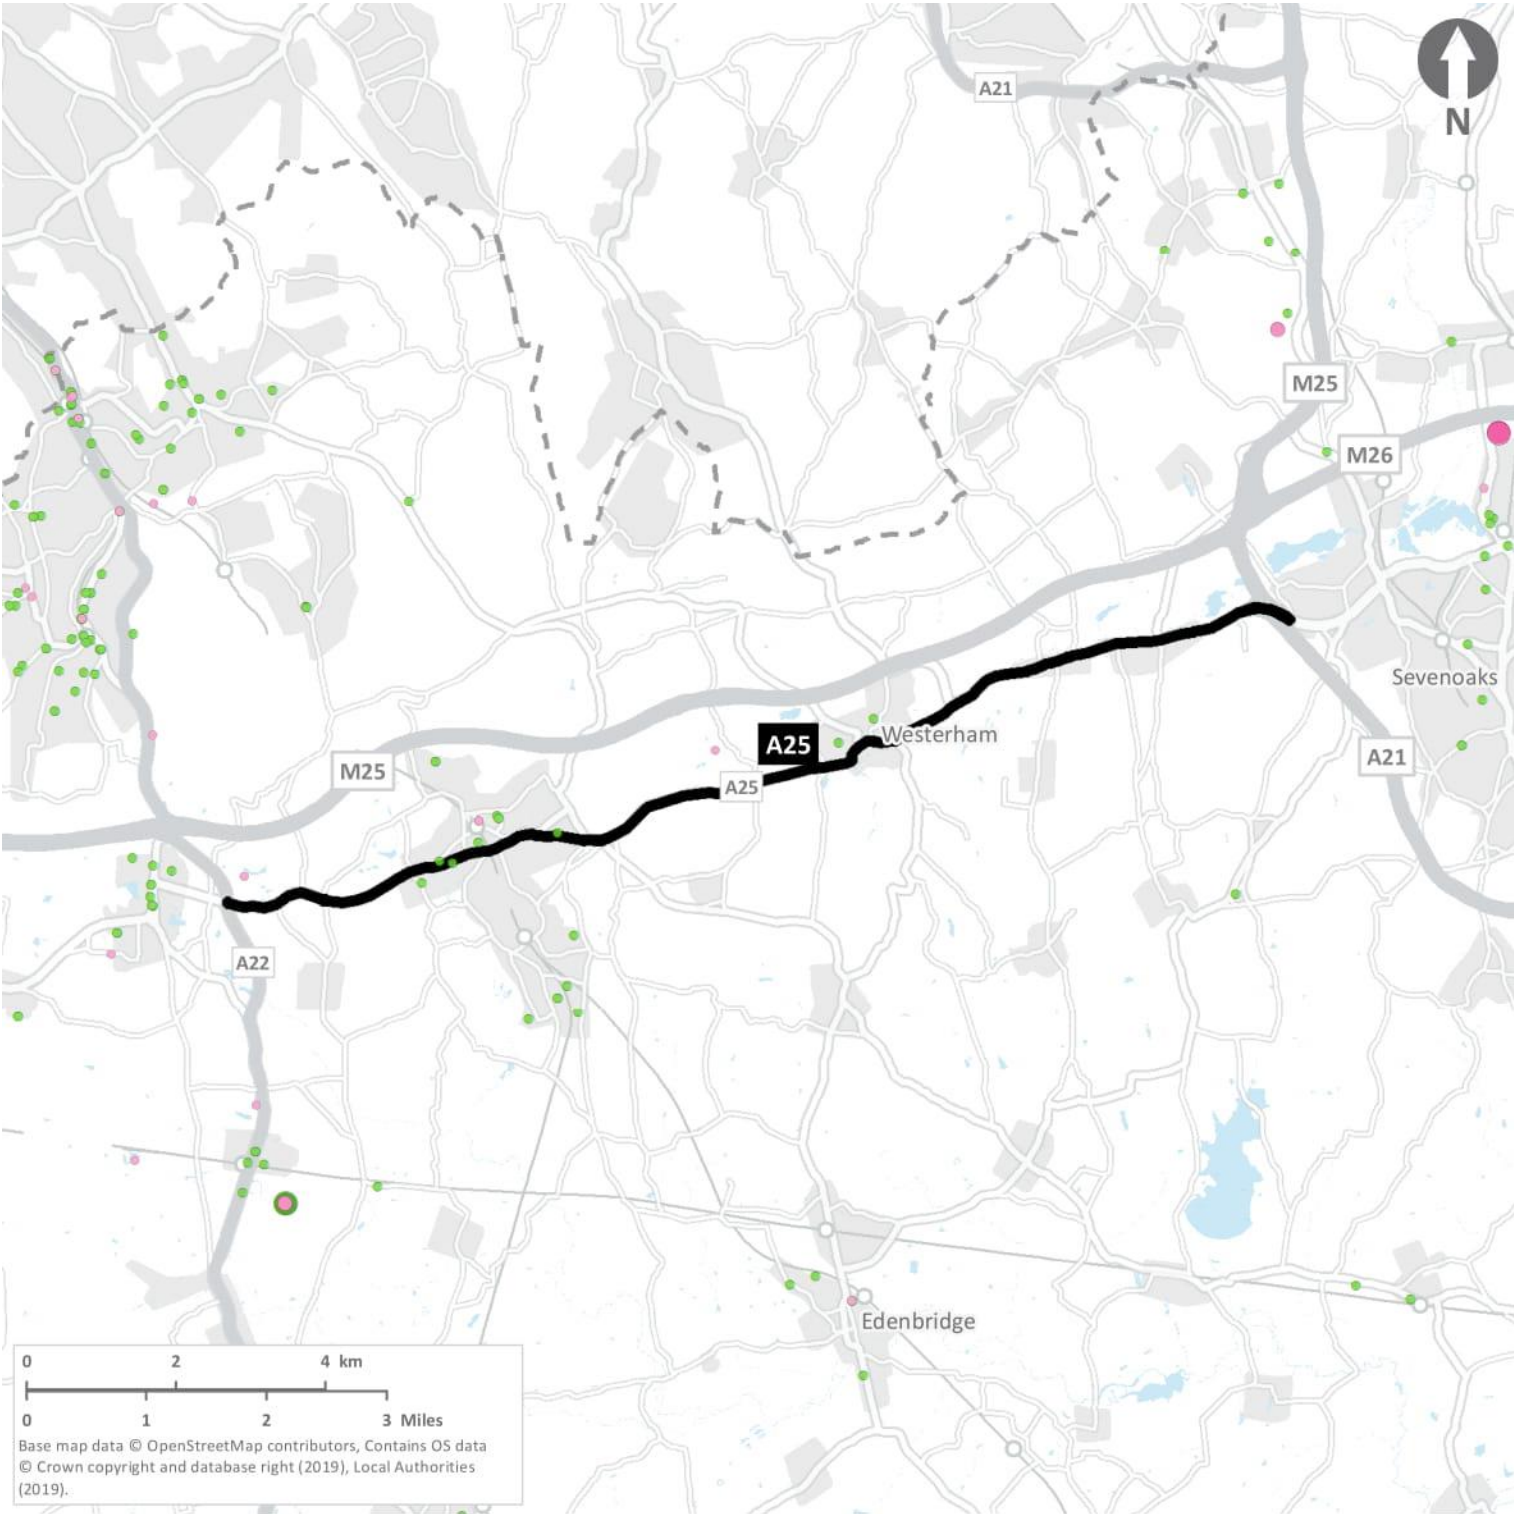 A21
N
M25
M26
Sevenoaks
Westerham
A25
A25
M25
A21
A22
Edenbridge
0 2 4 km
0 1 2 3 Miles
Base map data © OpenStreetMap contributors, Contains OS data
© Crown copyright and database right (2019), Local Authorities
(2019).